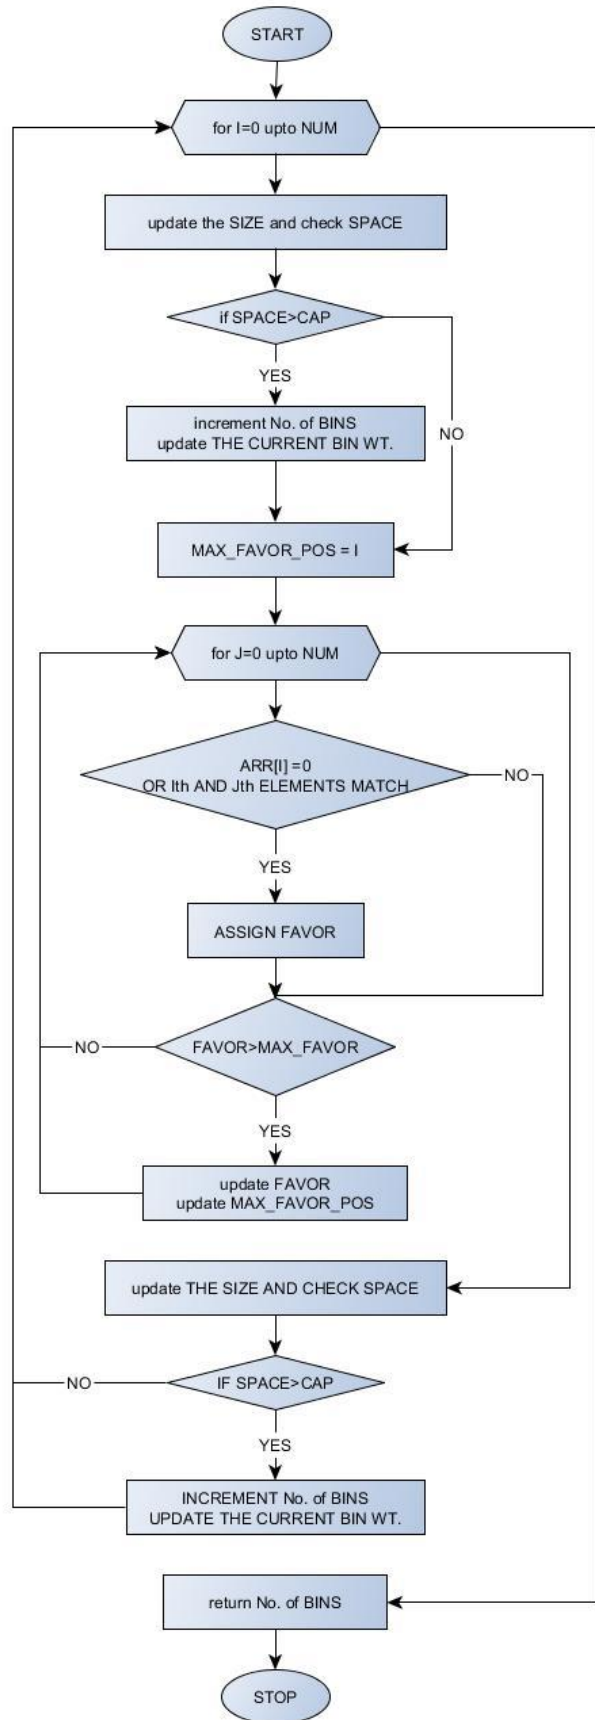 START
for I=0 upto NUM
update the SIZE and check SPACE
if SPACE>CAP
YES
increment No. of BINS
update THE CURRENT BIN WT.
NO
MAX_FAVOR_POS = I
for J=0 upto NUM
ARR[I] =0
OR Ith AND Jth ELEMENTS MATCH
NO
YES
ASSIGN FAVOR
FAVOR>MAX_FAVOR
NO
YES
update FAVOR
update MAX_FAVOR_POS
update THE SIZE AND CHECK SPACE
IF SPACE>CAP
NO
YES
INCREMENT No. of BINS
UPDATE THE CURRENT BIN WT.
return No. of BINS
STOP